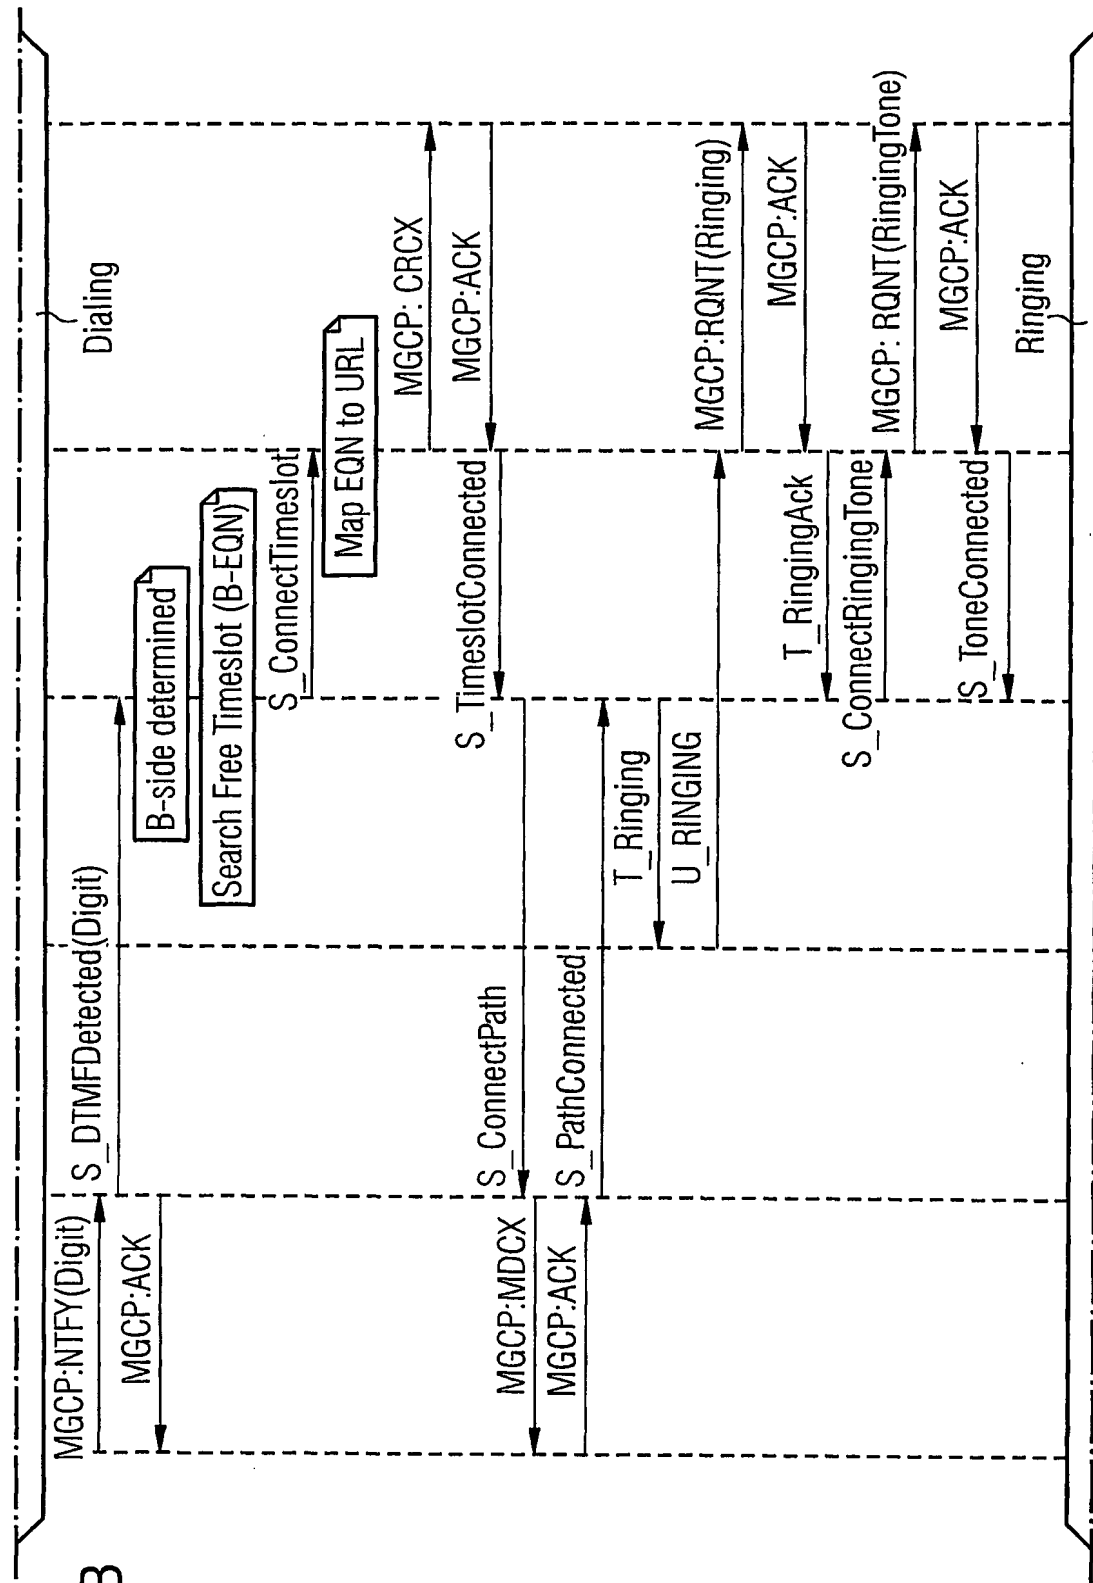 B
Dialing
MGCP:NTFY(Digit)
S_DTMFDetected(Digit)
MGCP:ACK
B-side determined
Search Free Timeslot (B-EQN)
S_ConnectTimeslot
Map EQN to URL
MGCP: CRCX
MGCP:ACK
S_TimeslotConnected
S_ConnectPath
MGCP:MDCX
MGCP:ACK
S_PathConnected
T_Ringing
U_RINGING
MGCP:RQNT(Ringing)
MGCP:ACK
T_RingingAck
S_ConnectRingingTone
MGCP: RQNT(RingingTone)
MGCP:ACK
S_ToneConnected
Ringing